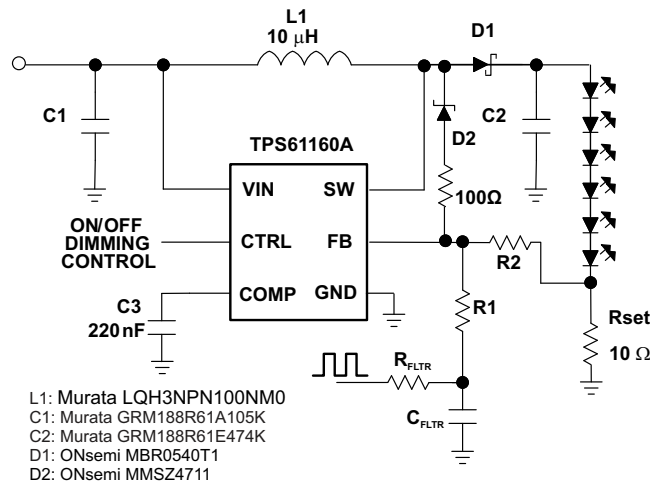 L1
10 μH
D1
C1
C2
TPS61160A
D2
VIN
SW
100Ω
ON/OFF
DIMMING
CONTROL
CTRL
FB
R2
C3
220 nF
COMP
GND
R1
Rset
10 Ω
RFLTR
CFLTR
L1: Murata LQH3NPN100NM0
C1: Murata GRM188R61A105K
C2: Murata GRM188R61E474K
D1: ONsemi MBR0540T1
D2: ONsemi MMSZ4711